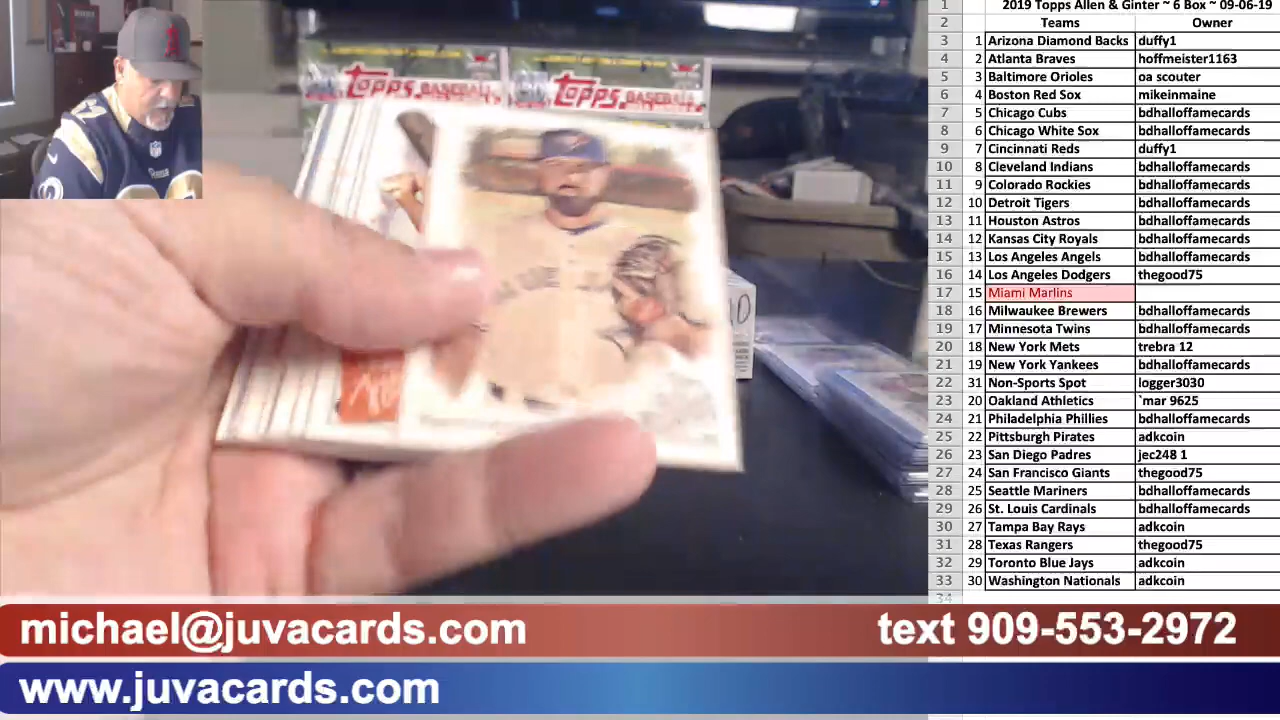 1 2019 Topps Allen & Ginter ~ 6 Box ~ 09-06-19
2 Teams Owner
3 1 Arizona Diamond Backs duffy1
4 2 Atlanta Braves hoffmeister1163
5 3 Baltimore Orioles oa scouter
6 4 Boston Red Sox mikeinmaine
7 5 Chicago Cubs bdhalloffamecards
8 6 Chicago White Sox bdhalloffamecards
9 7 Cincinnati Reds duffy1
10 8 Cleveland Indians bdhalloffamecards
11 9 Colorado Rockies bdhalloffamecards
12 10 Detroit Tigers bdhalloffamecards
13 11 Houston Astros bdhalloffamecards
14 12 Kansas City Royals bdhalloffamecards
15 13 Los Angeles Angels bdhalloffamecards
16 14 Los Angeles Dodgers thegood75
17 15 Miami Marlins
18 16 Milwaukee Brewers bdhalloffamecards
19 17 Minnesota Twins bdhalloffamecards
20 18 New York Mets trebra 12
21 19 New York Yankees bdhalloffamecards
22 31 Non-Sports Spot logger3030
23 20 Oakland Athletics `mar 9625
24 21 Philadelphia Phillies bdhalloffamecards
25 22 Pittsburgh Pirates adkcoin
26 23 San Diego Padres jec248 1
27 24 San Francisco Giants thegood75
28 25 Seattle Mariners bdhalloffamecards
29 26 St. Louis Cardinals bdhalloffamecards
30 27 Tampa Bay Rays adkcoin
31 28 Texas Rangers thegood75
32 29 Toronto Blue Jays adkcoin
33 30 Washington Nationals adkcoin
34
Topps BASEBALL Topps BASEBALL
michael@juvacards.com text 909-553-2972
www.juvacards.com